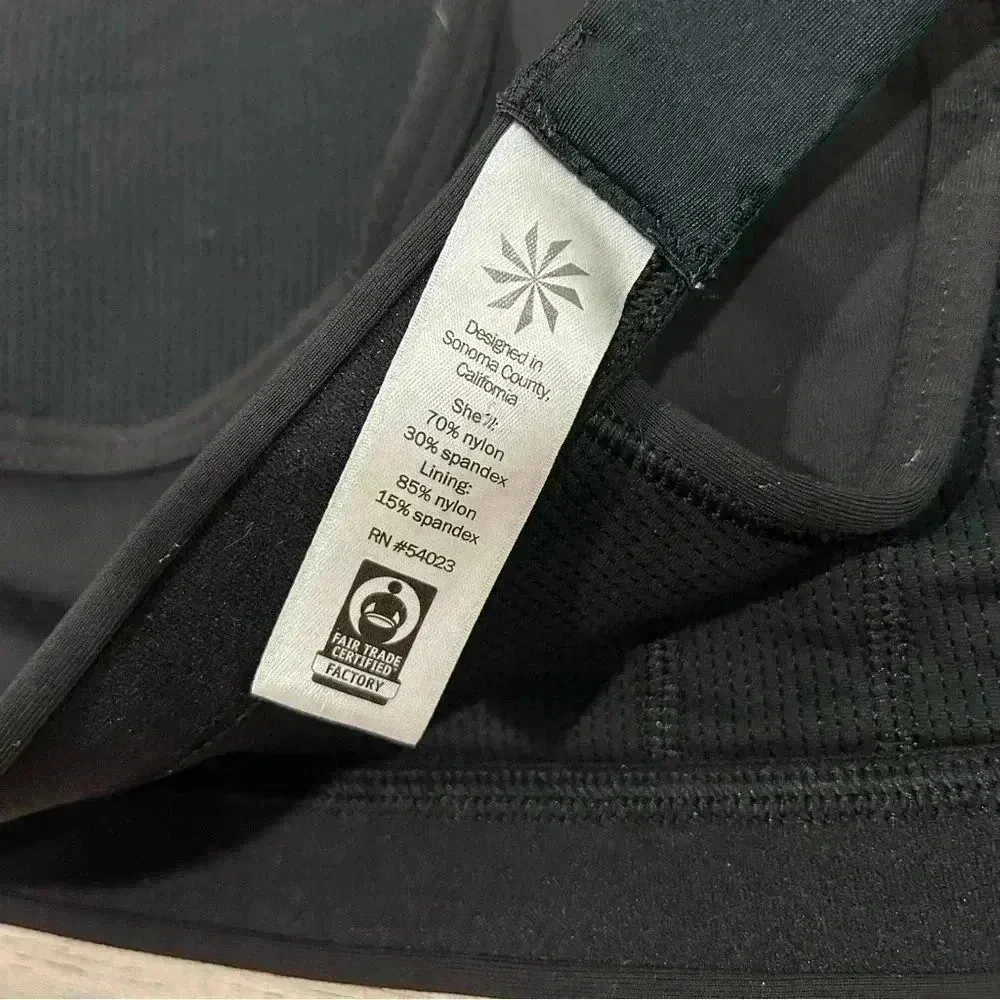 Designed in
Sonoma County,
California
Shell:
70% nylon
30% spandex
Lining:
85% nylon
15% spandex
RN #54023
FAIR TRADE
CERTIFIED™
FACTORY